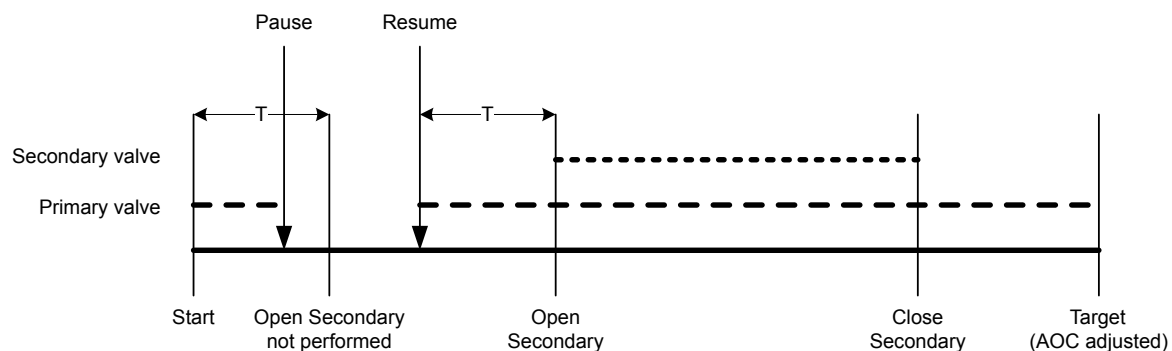 Pause
Resume
T
T
Secondary valve
Primary valve
Start
Open Secondary
not performed
Open
Secondary
Close
Secondary
Target
(AOC adjusted)